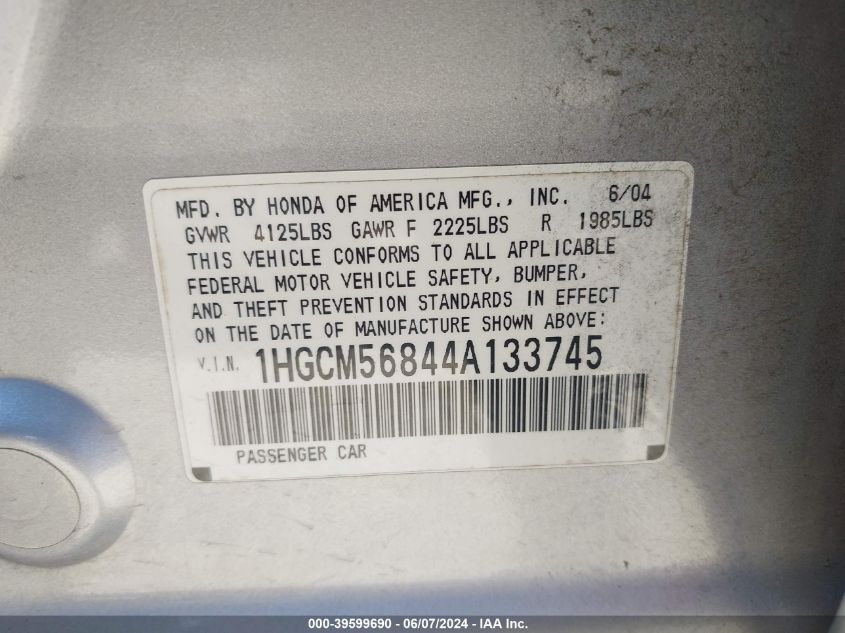 MFD. BY HONDA OF AMERICA MFG., INC. 6/04
GVWR 4125LBS GAWR F 2225LBS R 1985LBS
THIS VEHICLE CONFORMS TO ALL APPLICABLE
FEDERAL MOTOR VEHICLE SAFETY, BUMPER,
AND THEFT PREVENTION STANDARDS IN EFFECT
ON THE DATE OF MANUFACTURE SHOWN ABOVE:
V.I.N. 1HGCM56844A133745
PASSENGER CAR
000-39599690 - 06/07/2024 - IAA Inc.